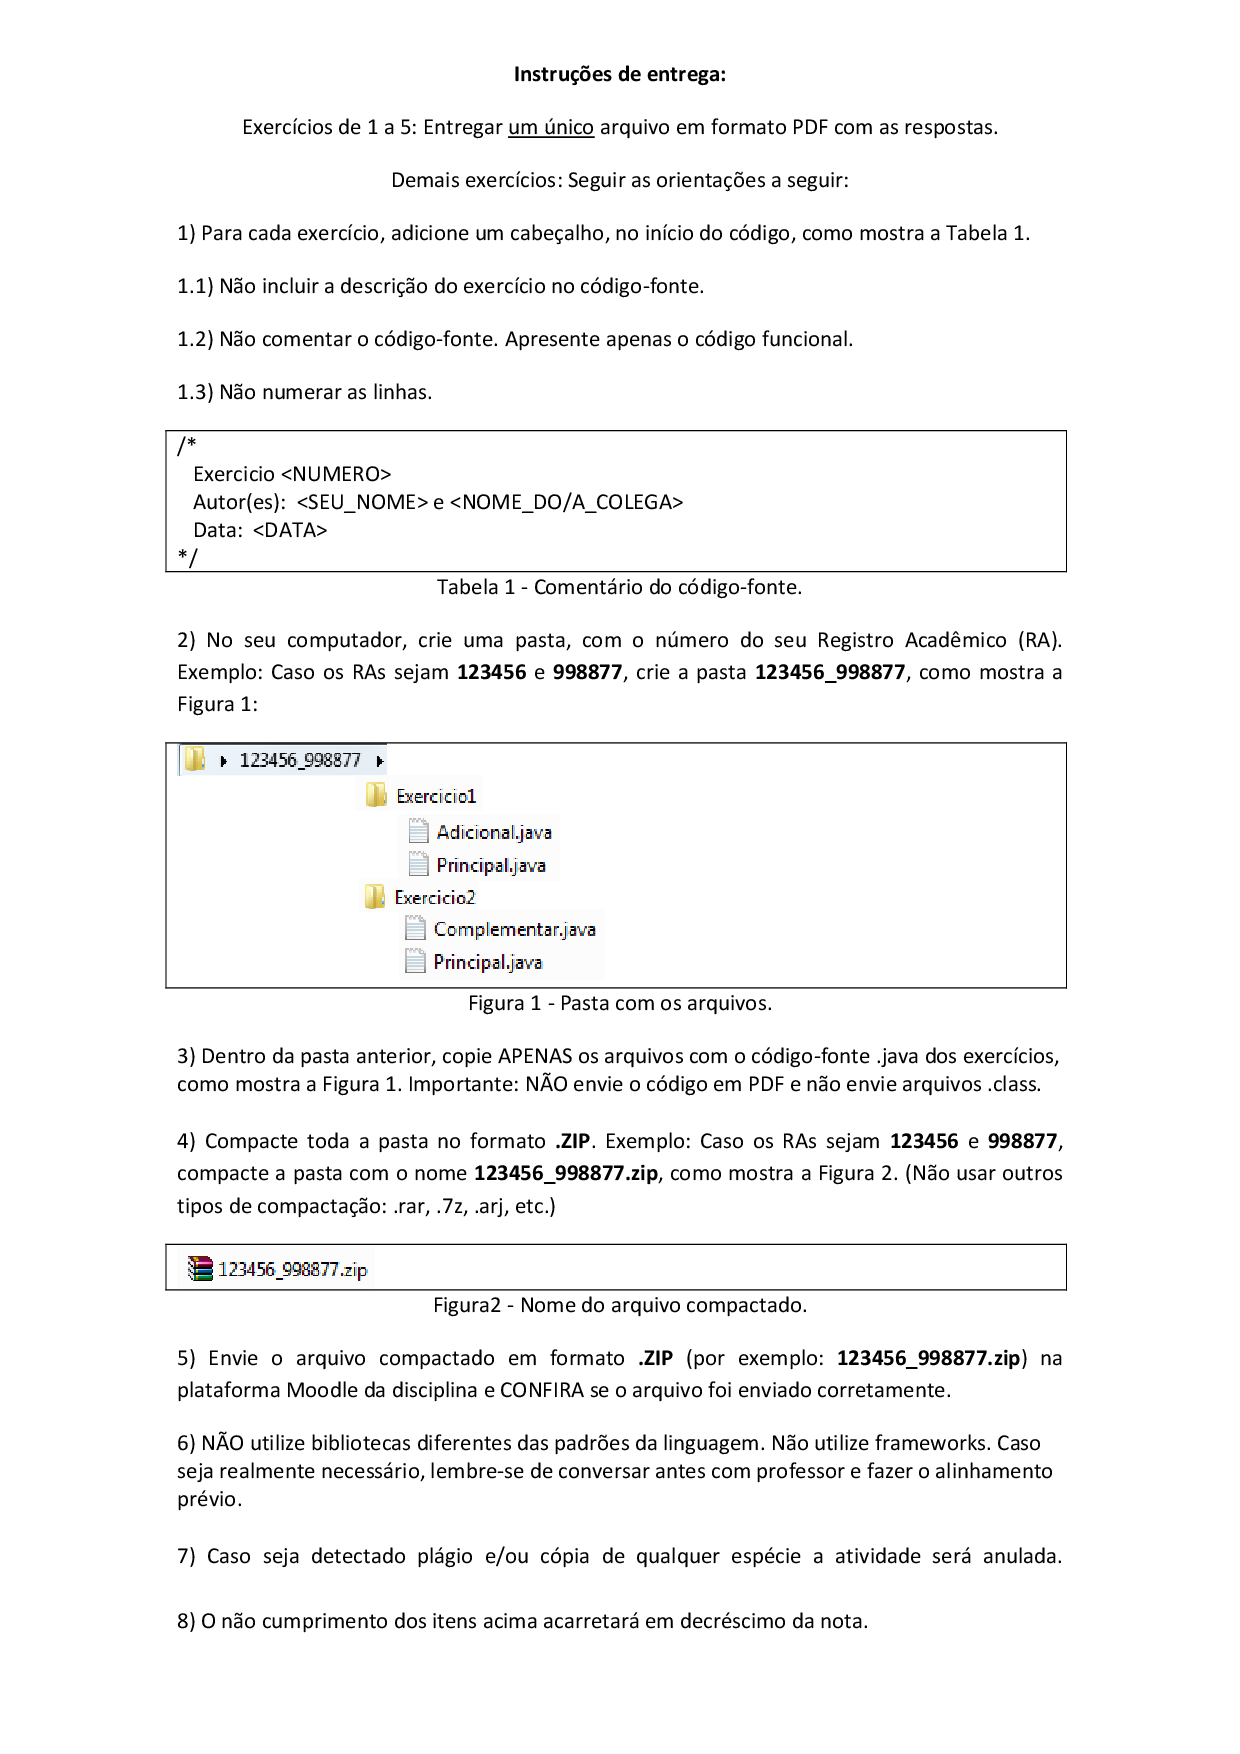 Instruções de entrega:
Exercícios de 1 a 5: Entregar um único arquivo em formato PDF com as respostas.
Demais exercícios: Seguir as orientações a seguir:
1) Para cada exercício, adicione um cabeçalho, no início do código, como mostra a Tabela 1.
1.1) Não incluir a descrição do exercício no código-fonte.
1.2) Não comentar o código-fonte. Apresente apenas o código funcional.
1.3) Não numerar as linhas.
/*
Exercicio <NUMERO>
Autor(es): <SEU_NOME> e <NOME_DO/A_COLEGA>
Data: <DATA>
*/
Tabela 1 - Comentário do código-fonte.
2) No seu computador, crie uma pasta, com o número do seu Registro Acadêmico (RA).
Exemplo: Caso os RAs sejam 123456 e 998877, crie a pasta 123456_998877, como mostra a
Figura 1:
123456_998877
Exercicio1
Adicional.java
Principal.java
Exercicio2
Complementar.java
Principal.java
Figura 1 - Pasta com os arquivos.
3) Dentro da pasta anterior, copie APENAS os arquivos com o código-fonte .java dos exercícios,
como mostra a Figura 1. Importante: NÃO envie o código em PDF e não envie arquivos .class.
4) Compacte toda a pasta no formato .ZIP. Exemplo: Caso os RAs sejam 123456 e 998877,
compacte a pasta com o nome 123456_998877.zip, como mostra a Figura 2. (Não usar outros
tipos de compactação: .rar, .7z, .arj, etc.)
123456_998877.zip
Figura2 - Nome do arquivo compactado.
5) Envie o arquivo compactado em formato .ZIP (por exemplo: 123456_998877.zip) na
plataforma Moodle da disciplina e CONFIRA se o arquivo foi enviado corretamente.
6) NÃO utilize bibliotecas diferentes das padrões da linguagem. Não utilize frameworks. Caso
seja realmente necessário, lembre-se de conversar antes com professor e fazer o alinhamento
prévio.
7) Caso seja detectado plágio e/ou cópia de qualquer espécie a atividade será anulada.
8) O não cumprimento dos itens acima acarretará em decréscimo da nota.